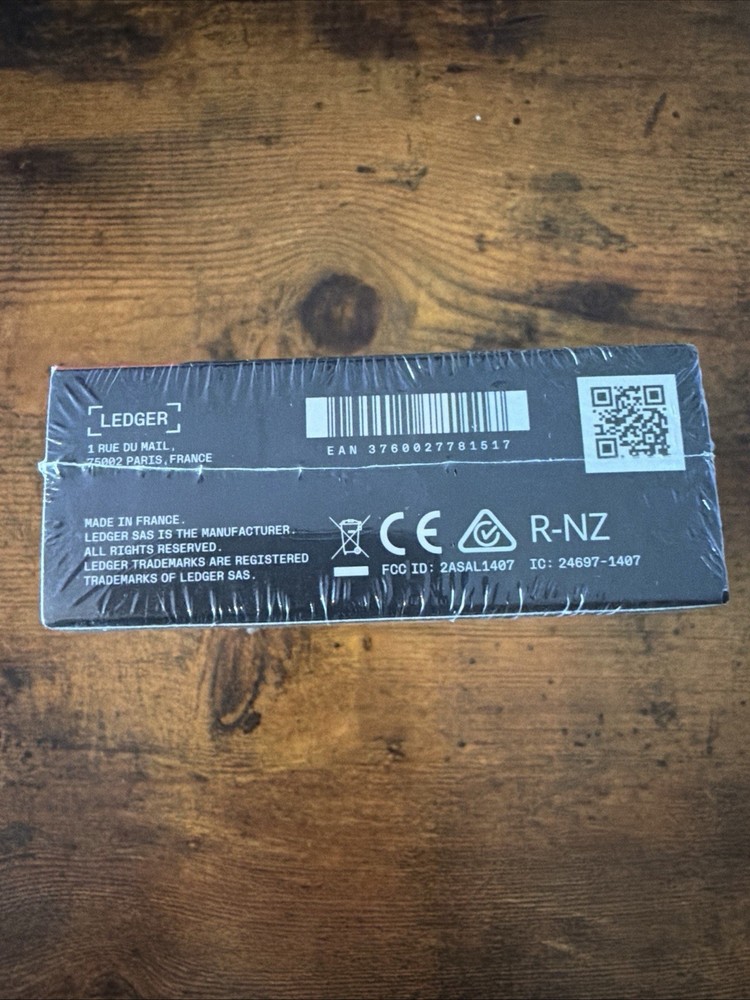 LEDGER
1 RUE DU MAIL,
75002 PARIS, FRANCE
EAN 3760027781517
MADE IN FRANCE.
LEDGER SAS IS THE MANUFACTURER.
ALL RIGHTS RESERVED.
LEDGER TRADEMARKS ARE REGISTERED
TRADEMARKS OF LEDGER SAS.
CE
R-NZ
FCC ID: 2ASAL1407 IC: 24697-1407